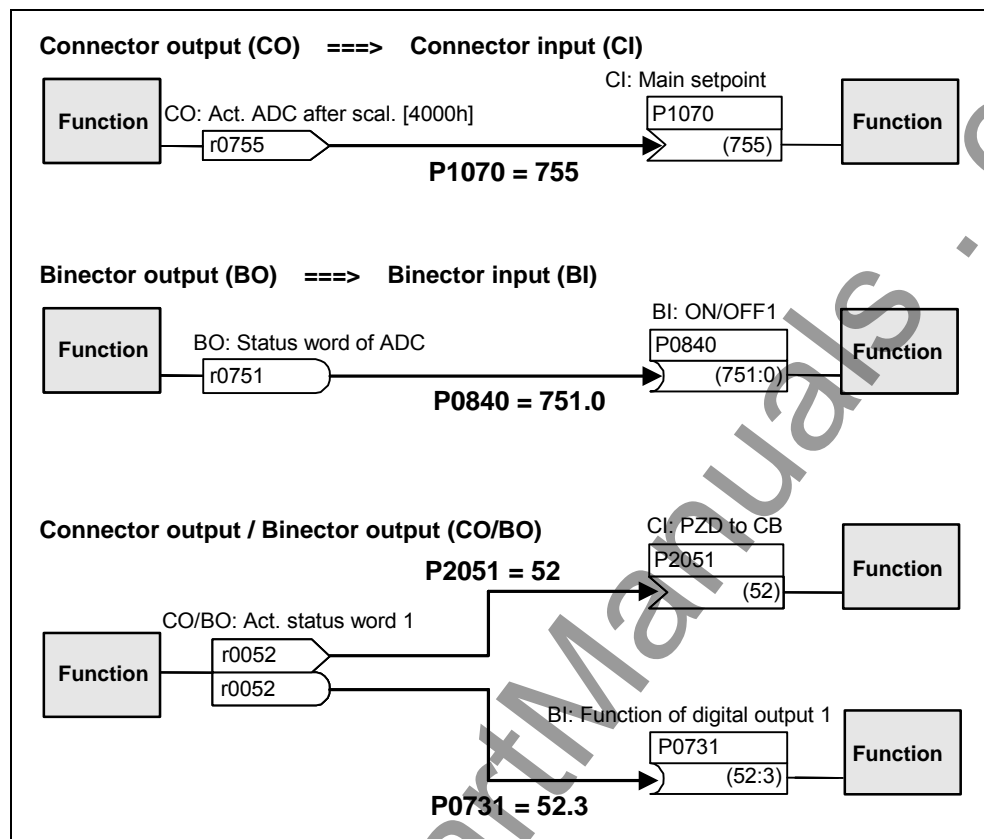 Connector output (CO) ===> Connector input (CI)
CI: Main setpoint
Function
CO: Act. ADC after scal. [4000h]
r0755
P1070 = 755
P1070
(755)
Function
Binector output (BO) ===> Binector input (BI)
BI: ON/OFF1
Function
BO: Status word of ADC
r0751
P0840 = 751.0
P0840
(751:0)
Function
Connector output / Binector output (CO/BO)
CI: PZD to CB
P2051 = 52
P2051
(52)
Function
CO/BO: Act. status word 1
Function
r0052
r0052
BI: Function of digital output 1
P0731
(52:3)
Function
P0731 = 52.3
artManuals .